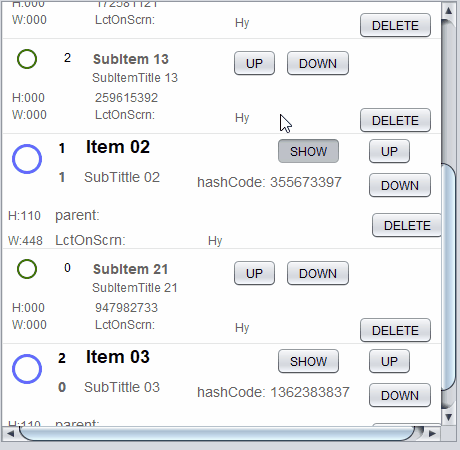 H:000 172581121
W:000 LctOnScrn: Hy DELETE
2 SubItem 13 UP DOWN
SubItemTitle 13
H:000 259615392
W:000 LctOnScrn: Hy DELETE
1 Item 02 SHOW UP
1 SubTittle 02 hashCode: 355673397 DOWN
H:110 parent: DELETE
W:448 LctOnScrn: Hy
0 SubItem 21 UP DOWN
SubItemTitle 21
H:000 947982733
W:000 LctOnScrn: Hy DELETE
2 Item 03 SHOW UP
0 SubTittle 03 hashCode: 1362383837 DOWN
H:110 parent: